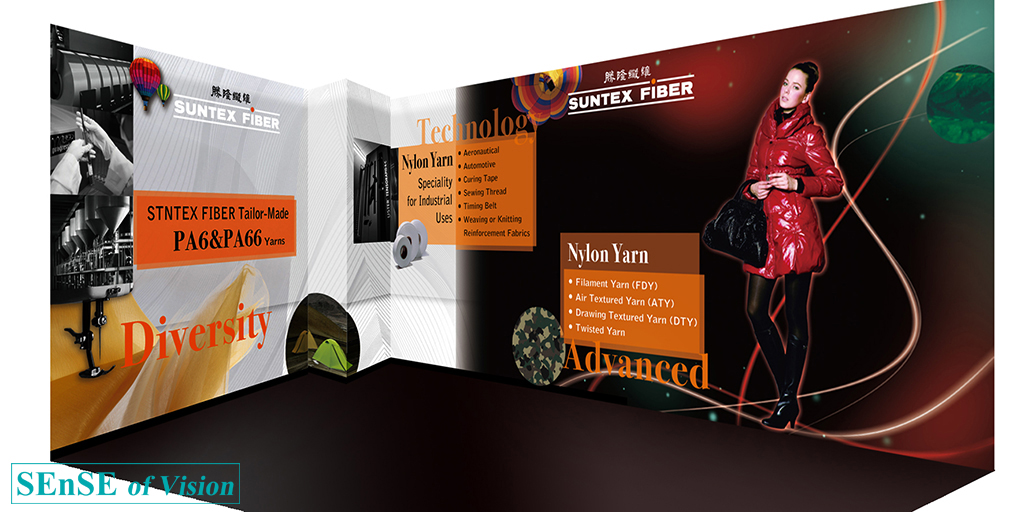 勝隆纖維
SUNTEX FIBER
STNTEX FIBER Tailor-Made
PA6&PA66 Yarns
Diversity
Technology
Nylon Yarn
Speciality
for Industrial
Uses
• Aeronautical
• Automotive
• Curing Tape
• Sewing Thread
• Timing Belt
• Weaving or Knitting
Reinforcement Fabrics
勝隆纖維
SUNTEX FIBER
Nylon Yarn
• Filament Yarn (FDY)
• Air Textured Yarn (ATY)
• Drawing Textured Yarn (DTY)
• Twisted Yarn
Advanced
SEnSE of Vision